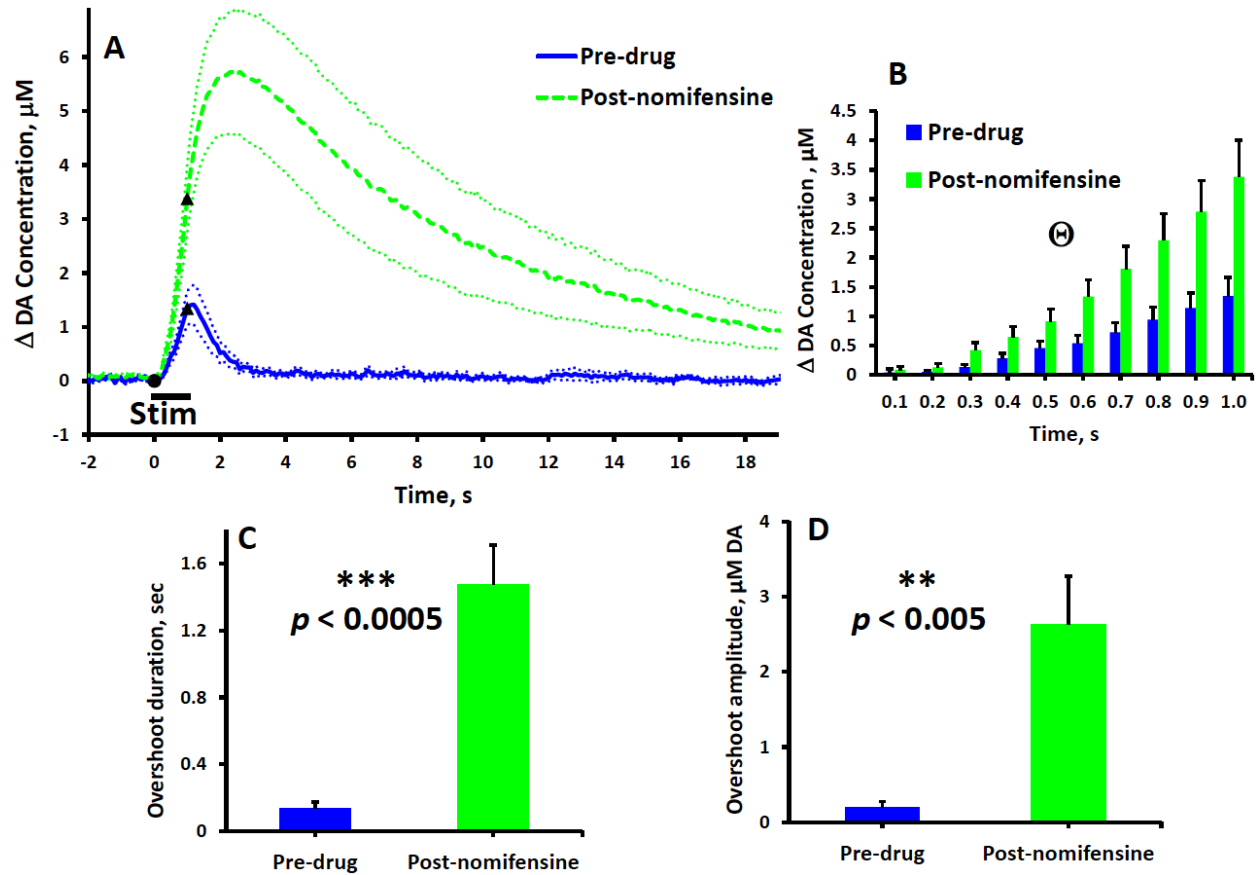 A
Δ DA Concentration, µM
6
5
4
3
2
1
0
-1
Pre-drug
Post-nomifensine
Stim
-2 0 2 4 6 8 10 12 14 16 18
Time, s
B
Δ DA Concentration, µM
4.5
4
3.5
3
2.5
2
1.5
1
0.5
0
Pre-drug
Post-nomifensine
Θ
0.1 0.2 0.3 0.4 0.5 0.6 0.7 0.8 0.9 1.0
Time, s
C
Overshoot duration, sec
1.6
1.2
0.8
0.4
0
***
p < 0.0005
Pre-drug Post-nomifensine
D
Overshoot amplitude, µM DA
4
3
2
1
0
**
p < 0.005
Pre-drug Post-nomifensine